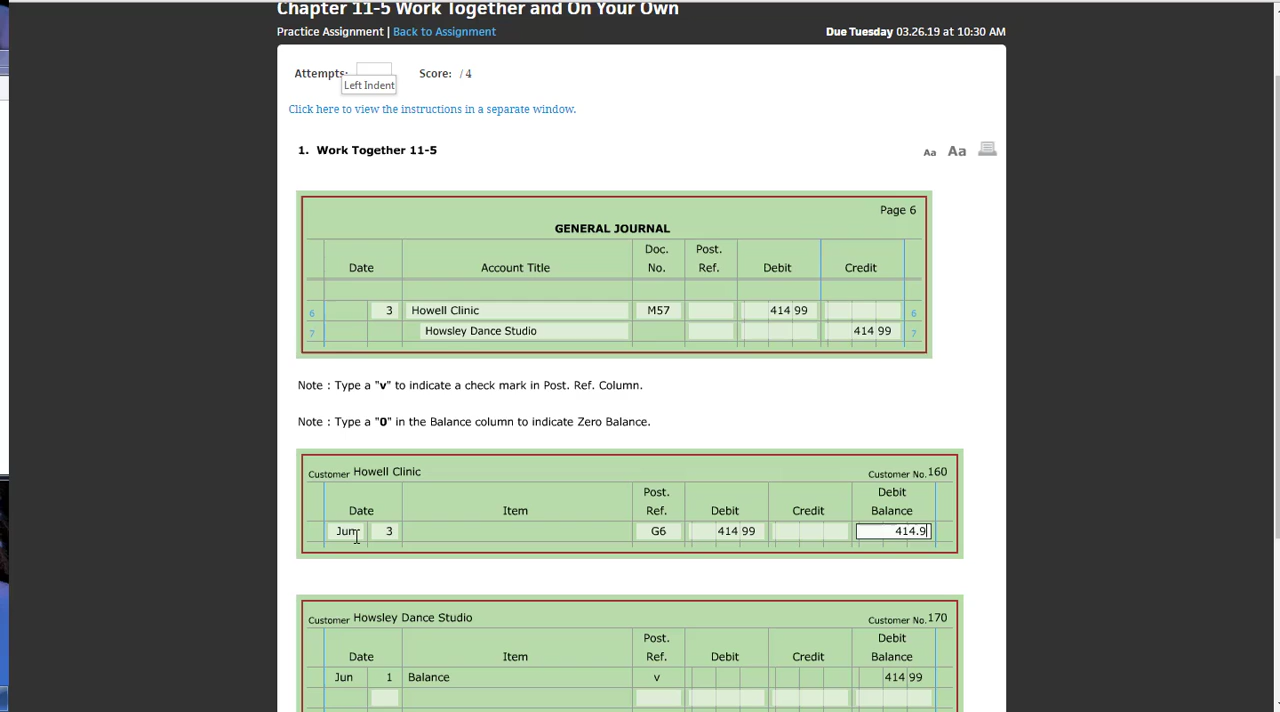 Chapter 11-5 Work Together and On Your Own
Practice Assignment | Back to Assignment Due Tuesday 03.26.19 at 10:30 AM
Attempts: Score: / 4
Left Indent
Click here to view the instructions in a separate window.
1. Work Together 11-5 Aa Aa
Page 6
GENERAL JOURNAL
Doc. Post.
Date Account Title No. Ref. Debit Credit
6 3 Howell Clinic M57 414 99 6
7 Howsley Dance Studio 414 99 7
Note : Type a "v" to indicate a check mark in Post. Ref. Column.
Note : Type a "0" in the Balance column to indicate Zero Balance.
Customer Howell Clinic Customer No. 160
Post. Debit
Date Item Ref. Debit Credit Balance
Jun 3 G6 414 99 414.9
Customer Howsley Dance Studio Customer No. 170
Post. Debit
Date Item Ref. Debit Credit Balance
Jun 1 Balance v 414 99